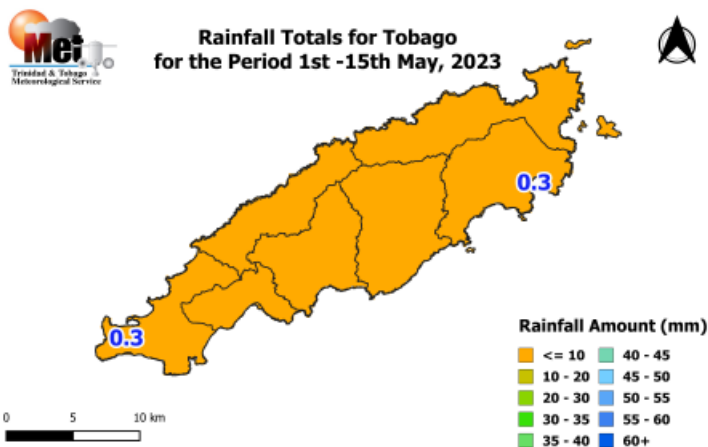 Met
Trinidad & Tobago
Meteorological Service
Rainfall Totals for Tobago
for the Period 1st -15th May, 2023
0.3
0.3
Rainfall Amount (mm)
<= 10
10 - 20
20 - 30
30 - 35
35 - 40
40 - 45
45 - 50
50 - 55
55 - 60
60+
0 5 10 km